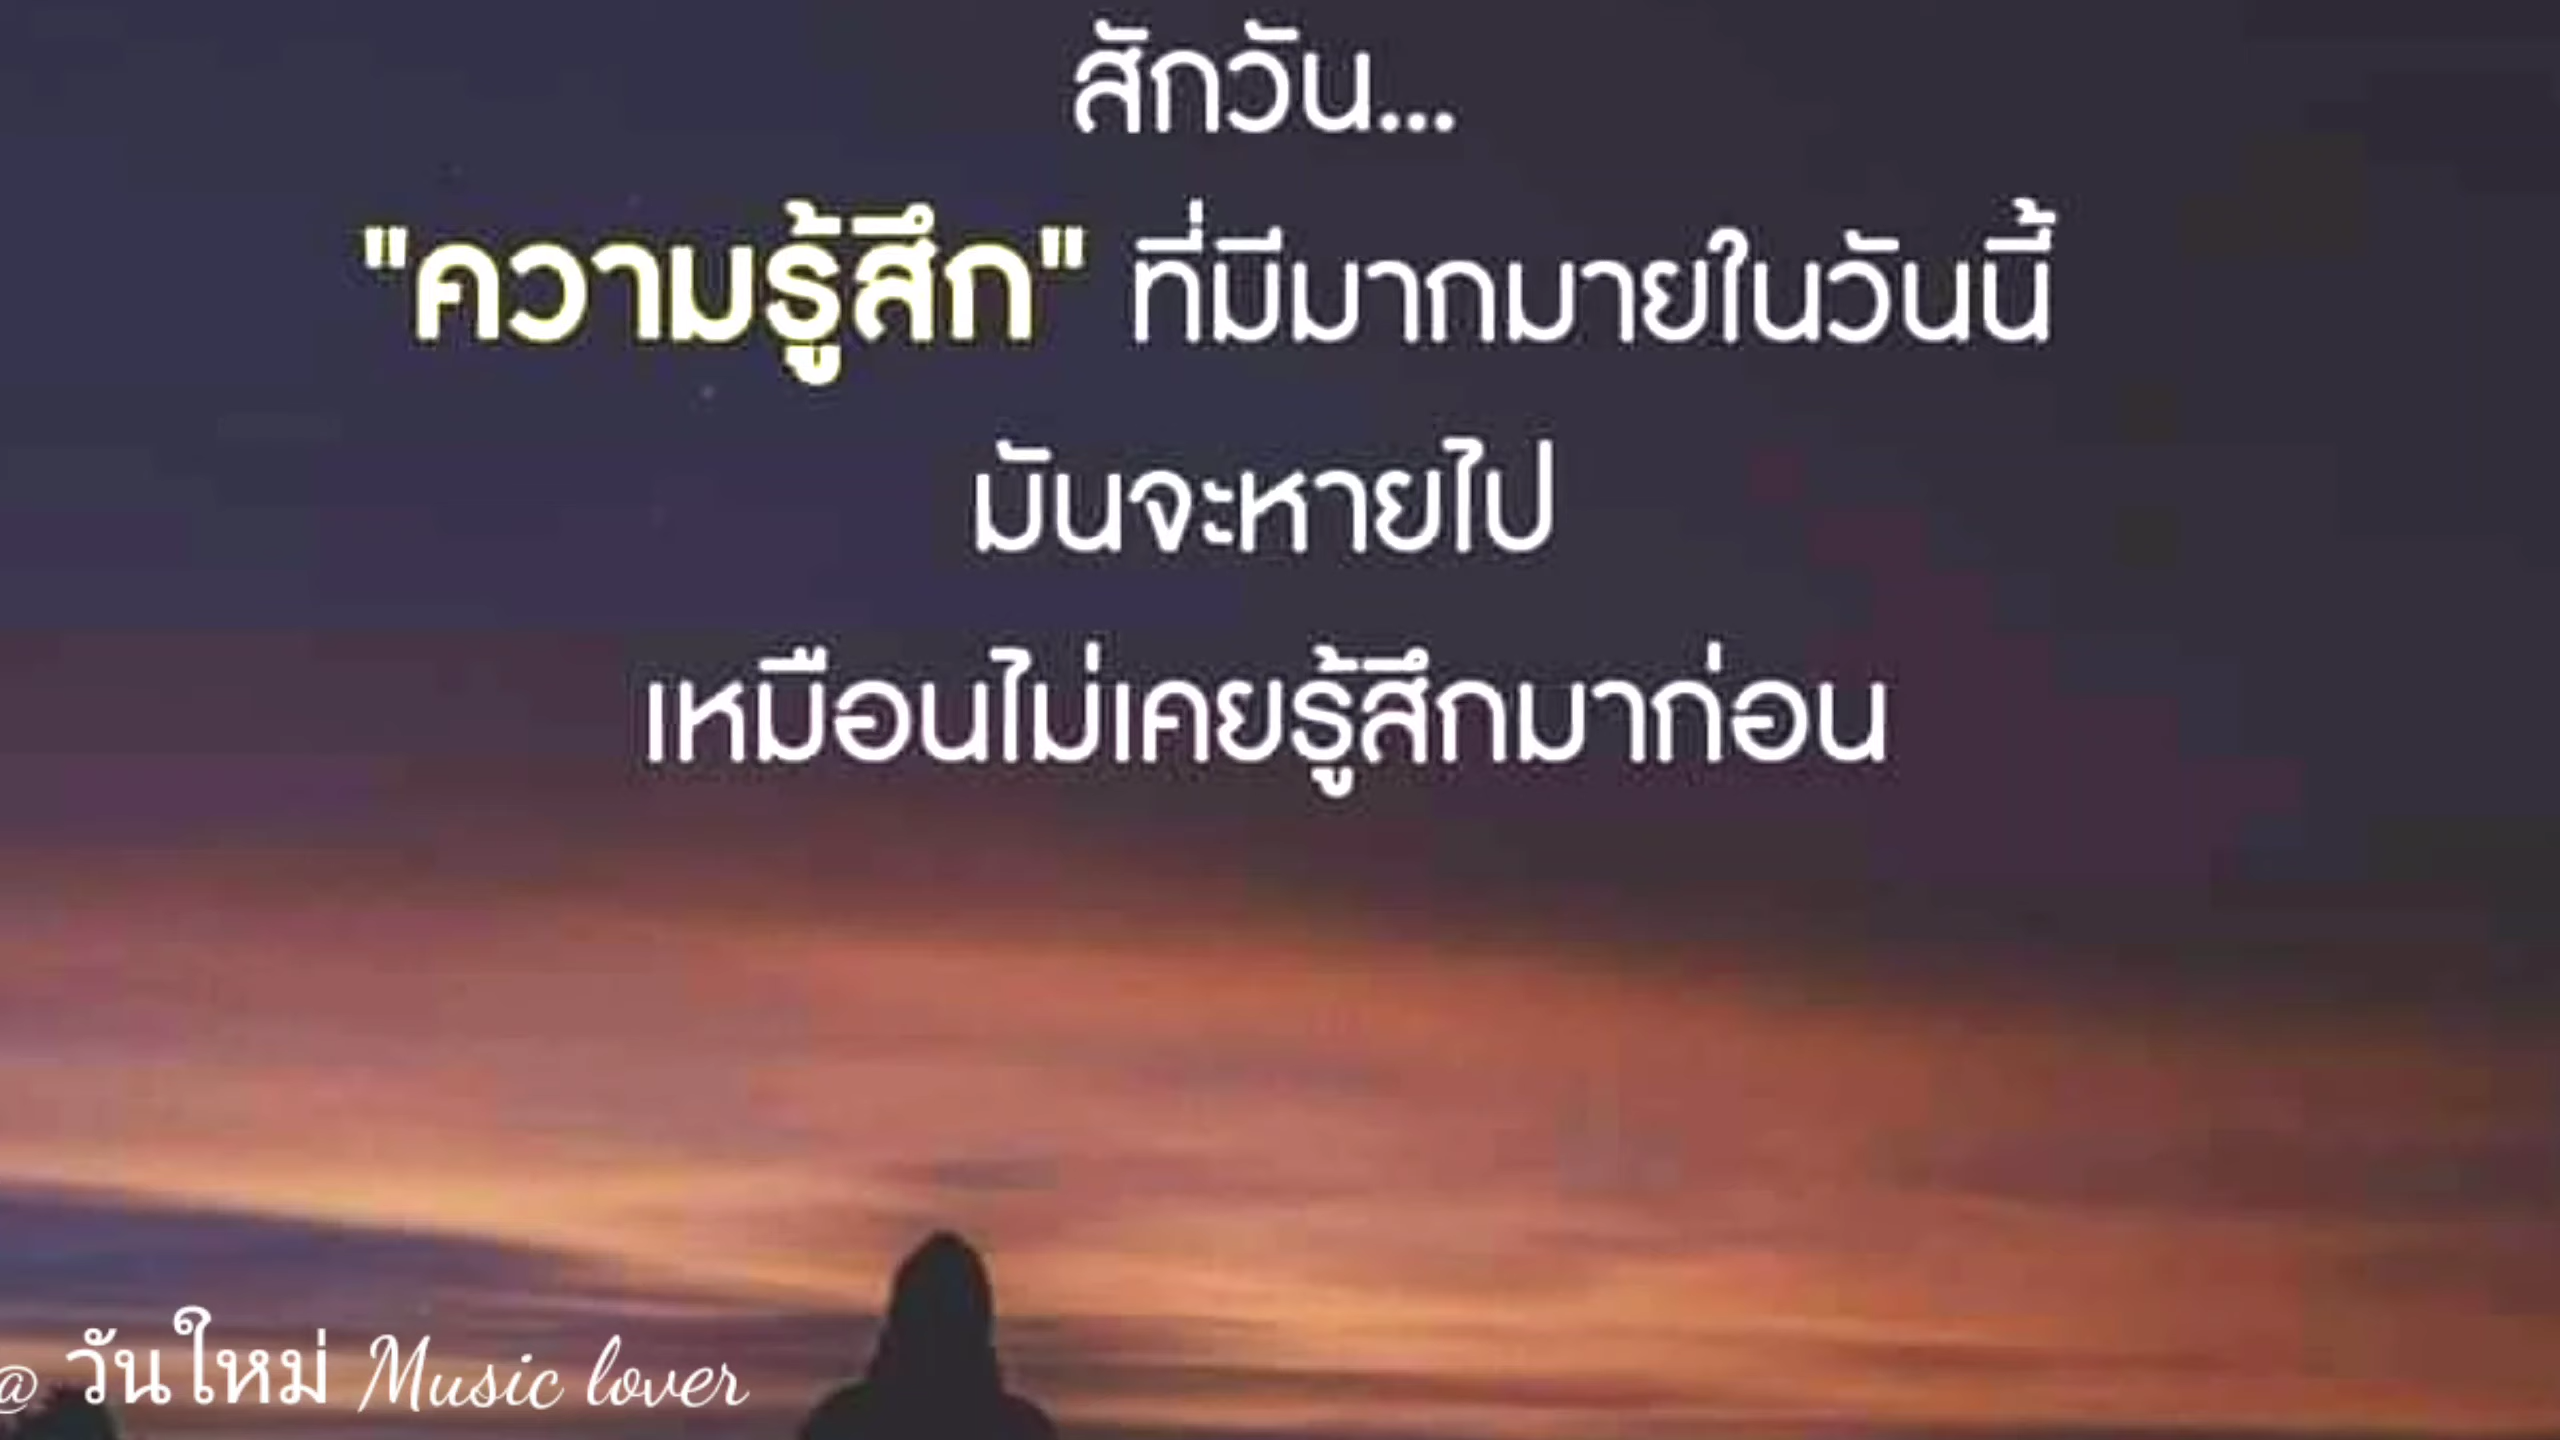 สักวัน...
"ความรู้สึก" ที่มีมากมายในวันนี้
มันจะหายไป
เหมือนไม่เคยรู้สึกมาก่อน
@ วันใหม่ Music lover